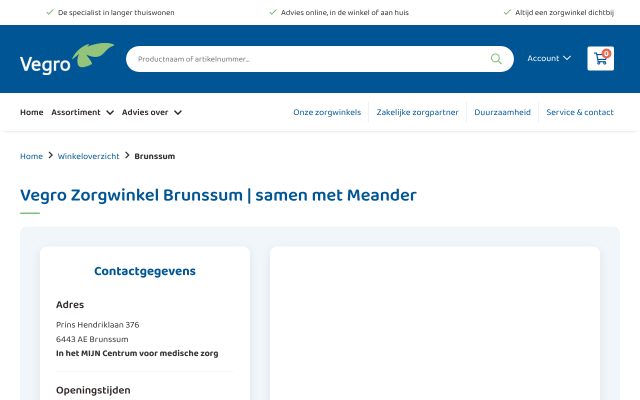 De specialist in langer thuiswonen
Advies online, in de winkel of aan huis
Altijd een zorgwinkel dichtbij
Vegro
Productnaam of artikelnummer...
Account
0
Home
Assortiment
Advies over
Onze zorgwinkels
Zakelijke zorgpartner
Duurzaamheid
Service & contact
Home
Winkeloverzicht
Brunssum
Vegro Zorgwinkel Brunssum | samen met Meander
Contactgegevens
Adres
Prins Hendriklaan 376
6443 AE Brunssum
In het MIJN Centrum voor medische zorg
Openingstijden